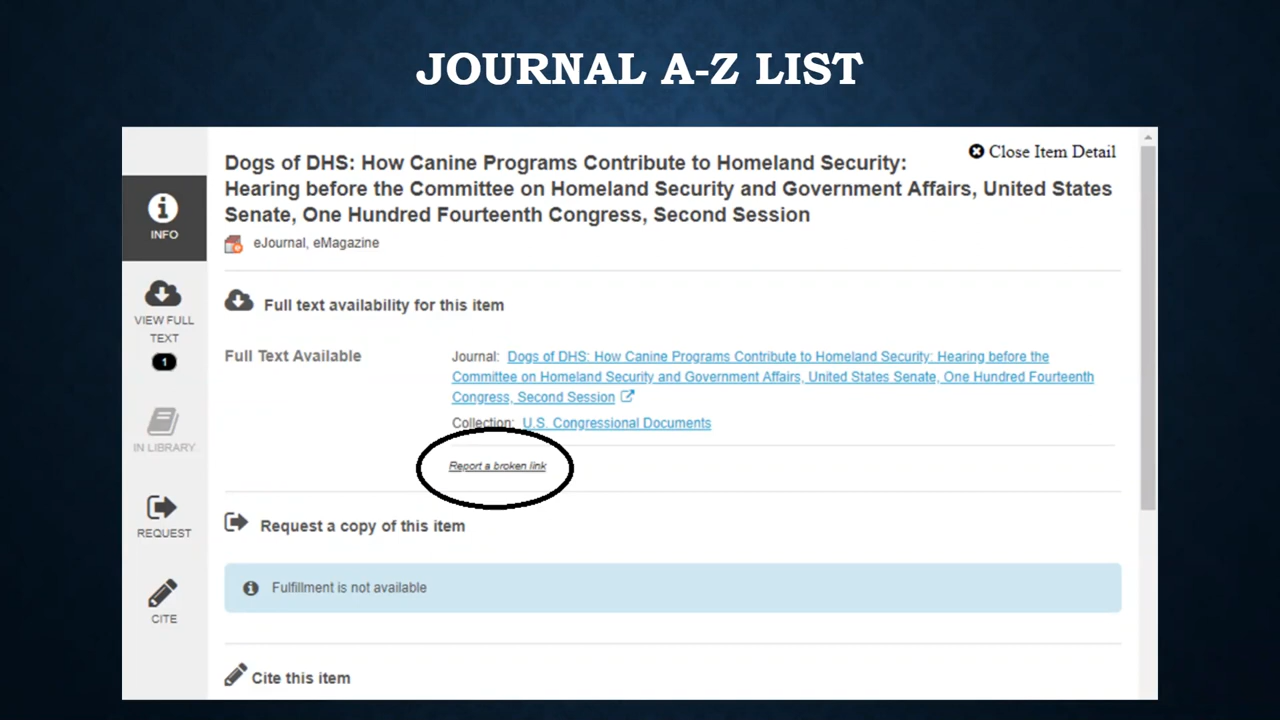 JOURNAL A-Z LIST
Close Item Detail
Dogs of DHS: How Canine Programs Contribute to Homeland Security:
Hearing before the Committee on Homeland Security and Government Affairs, United States
Senate, One Hundred Fourteenth Congress, Second Session
eJournal, eMagazine
INFO
VIEW FULL
TEXT
1
IN LIBRARY
REQUEST
CITE
Full text availability for this item
Full Text Available
Journal: Dogs of DHS: How Canine Programs Contribute to Homeland Security: Hearing before the
Committee on Homeland Security and Government Affairs, United States Senate, One Hundred Fourteenth
Congress, Second Session
Collection: U.S. Congressional Documents
Report a broken link
Request a copy of this item
Fulfillment is not available
Cite this item